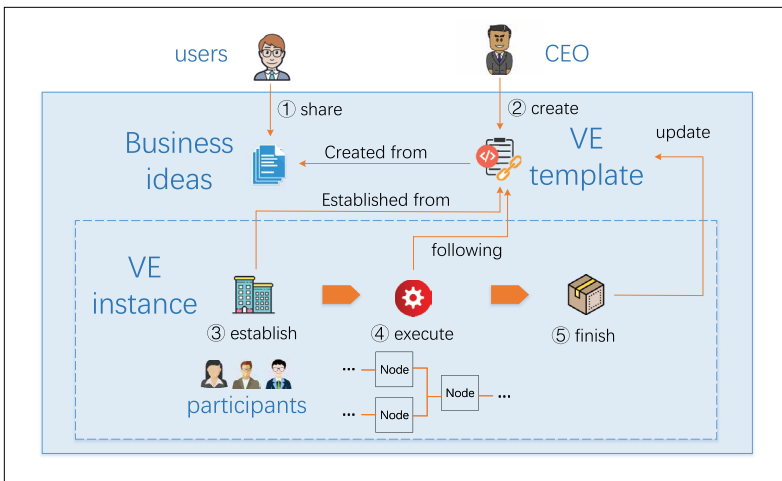 users
CEO
① share
② create
update
Business
ideas
Created from
VE
template
Established from
following
VE
instance
③ establish
④ execute
⑤ finish
participants
... Node
Node ...
... Node